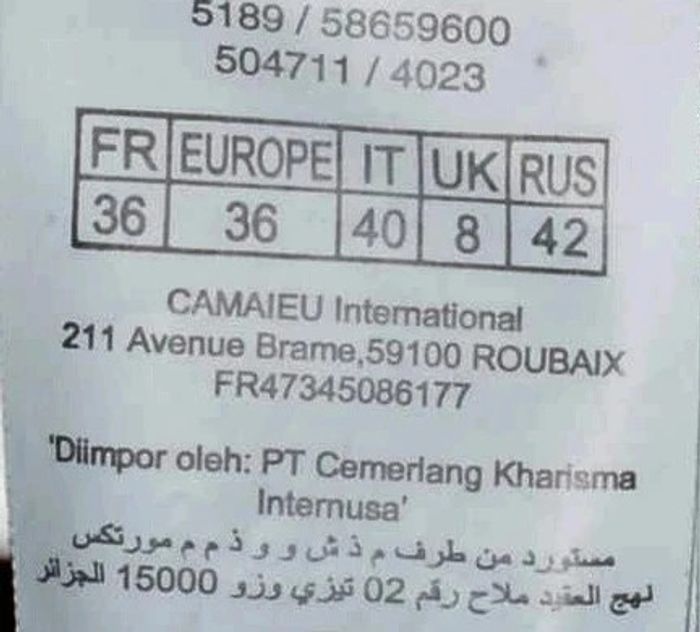 5189 / 58659600
504711 / 4023
FR EUROPE IT UK RUS
36 36 40 8 42
CAMAIEU International
211 Avenue Brame,59100 ROUBAIX
FR47345086177
'Diimpor oleh: PT Cemerlang Kharisma
Internusa'
مستورد من طرف م ذ ش و و ذ م م مورتكس
لهج العقيد ملاح رقم 02 تيزي وزو 15000 الجزائر